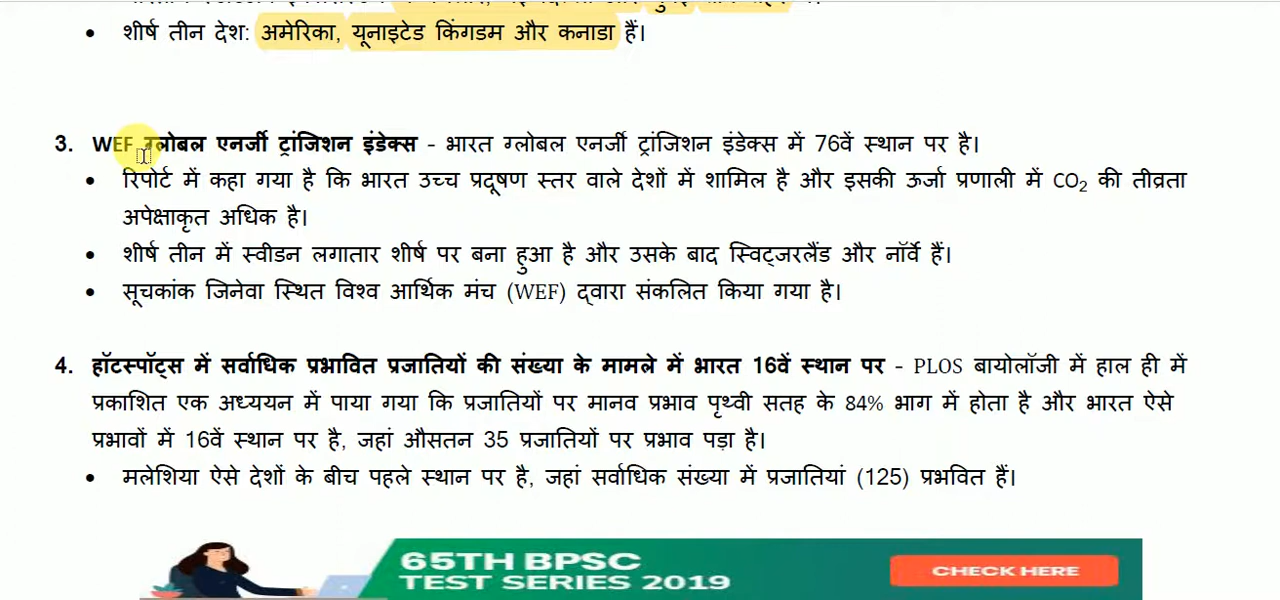 • शीर्ष तीन देश: अमेरिका, यूनाइटेड किंगडम और कनाडा हैं।
3. WEF ग्लोबल एनर्जी ट्रांजिशन इंडेक्स - भारत ग्लोबल एनर्जी ट्रांजिशन इंडेक्स में 76वें स्थान पर है।
• रिपोर्ट में कहा गया है कि भारत उच्च प्रदूषण स्तर वाले देशों में शामिल है और इसकी ऊर्जा प्रणाली में CO₂ की तीव्रता
अपेक्षाकृत अधिक है।
• शीर्ष तीन में स्वीडन लगातार शीर्ष पर बना हुआ है और उसके बाद स्विट्जरलैंड और नॉर्वे हैं।
• सूचकांक जिनेवा स्थित विश्व आर्थिक मंच (WEF) द्वारा संकलित किया गया है।
4. हॉटस्पॉट्स में सर्वाधिक प्रभावित प्रजातियों की संख्या के मामले में भारत 16वें स्थान पर - PLOS बायोलॉजी में हाल ही में
प्रकाशित एक अध्ययन में पाया गया कि प्रजातियों पर मानव प्रभाव पृथ्वी सतह के 84% भाग में होता है और भारत ऐसे
प्रभावों में 16वें स्थान पर है, जहां औसतन 35 प्रजातियों पर प्रभाव पड़ा है।
• मलेशिया ऐसे देशों के बीच पहले स्थान पर है, जहां सर्वाधिक संख्या में प्रजातियां (125) प्रभवित हैं।
65TH BPSC
TEST SERIES 2019
CHECK HERE